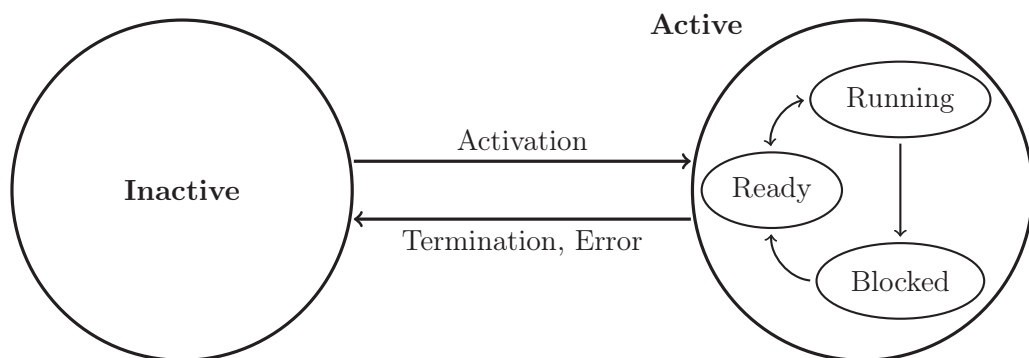 Active
Running
Activation
Inactive
Ready
Termination, Error
Blocked